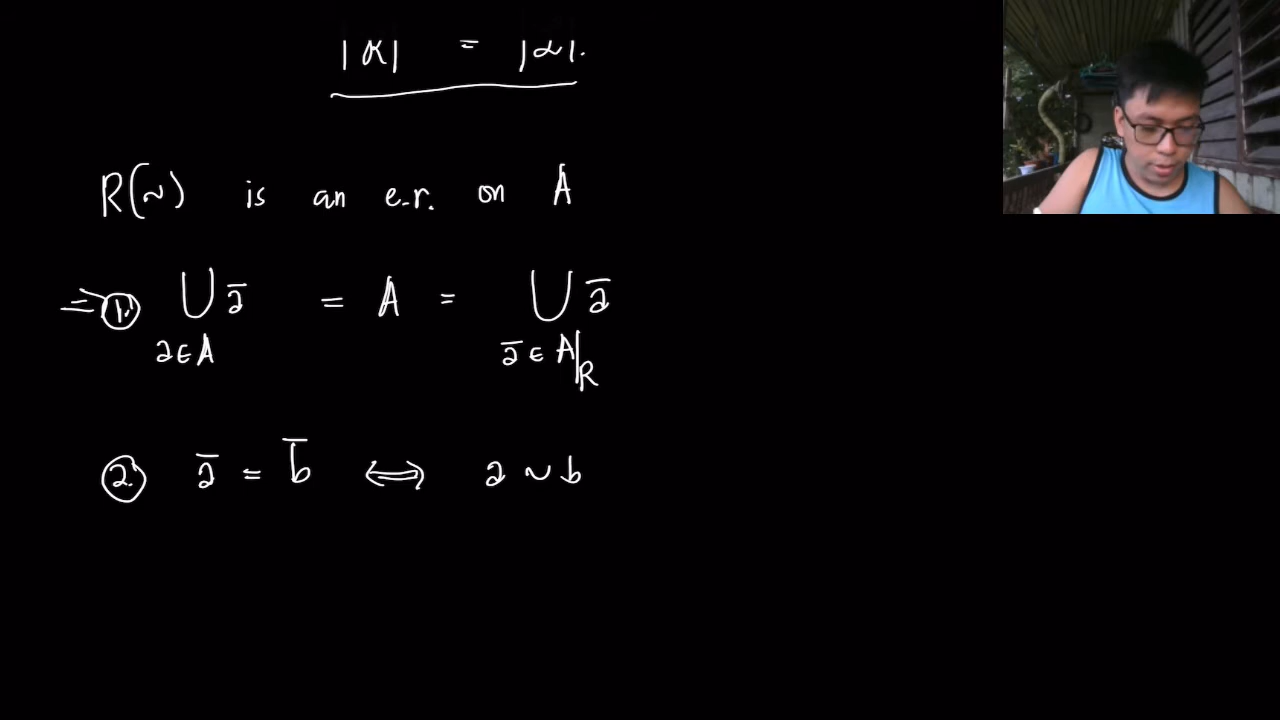 |α| = |α|.
R(~) is an e.r. on A
⇒ ① ⋃ ā = A = ⋃ ā
a∈A ā ∈ A|R
② ā = b̄ ⟺ a ~ b